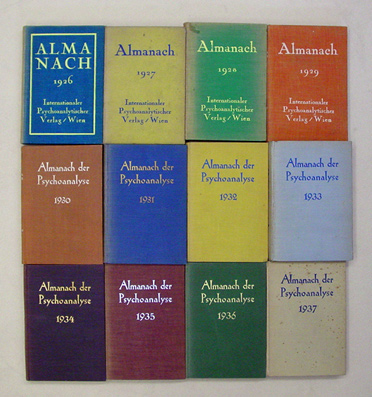 ALMA
NACH
1926
Internationaler
Psychoanalytischer
Verlag / Wien
Almanach
1927
Internationaler
Psychoanalytischer
Verlag / Wien
Almanach
1928
Internationaler
Psychoanalytischer
Verlag / Wien
Almanach
1929
Internationaler
Psychoanalytischer
Verlag / Wien
Almanach der
Psychoanalyse
1930
Almanach der
Psychoanalyse
1931
Almanach der
Psychoanalyse
1932
Almanach der
Psychoanalyse
1933
Almanach der
Psychoanalyse
1934
Almanach der
Psychoanalyse
1935
Almanach der
Psychoanalyse
1936
Almanach der
Psychoanalyse
1937